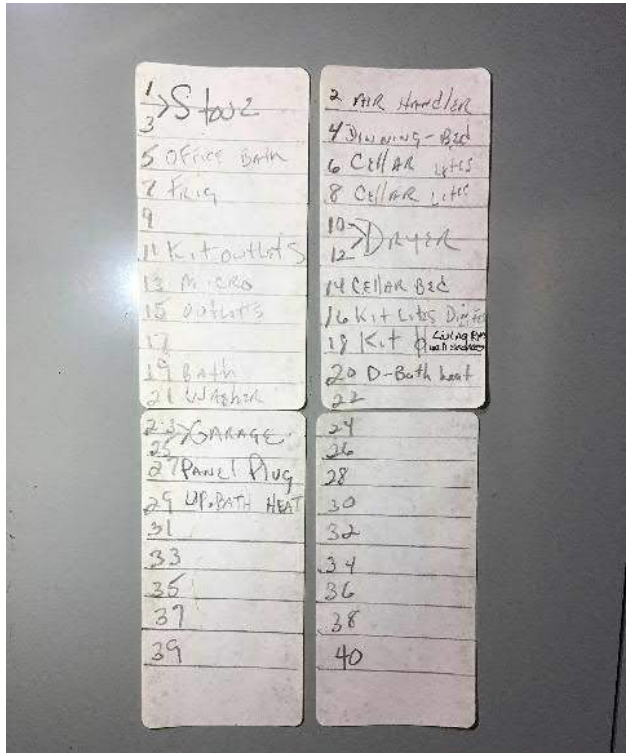 1
3 > Stove
5 OFFICE BATH
7 FRIG
9
11 Kit outlets
13 MICRO
15 outlets
17
19 Bath
21 WASHER
23 > GARAGE
25
27 PANEL Plug
29 UP. BATH HEAT
31
33
35
37
39
2 AIR HANDLER
4 DINNING-BED
6 CEllAR LITES
8 CEllAR LITES
10
12 > DRYER
14 CEllAR BED
16 Kit Lites
18 Kit LIVING RM
20 D-Bath heat
22
24
26
28
30
32
34
36
38
40